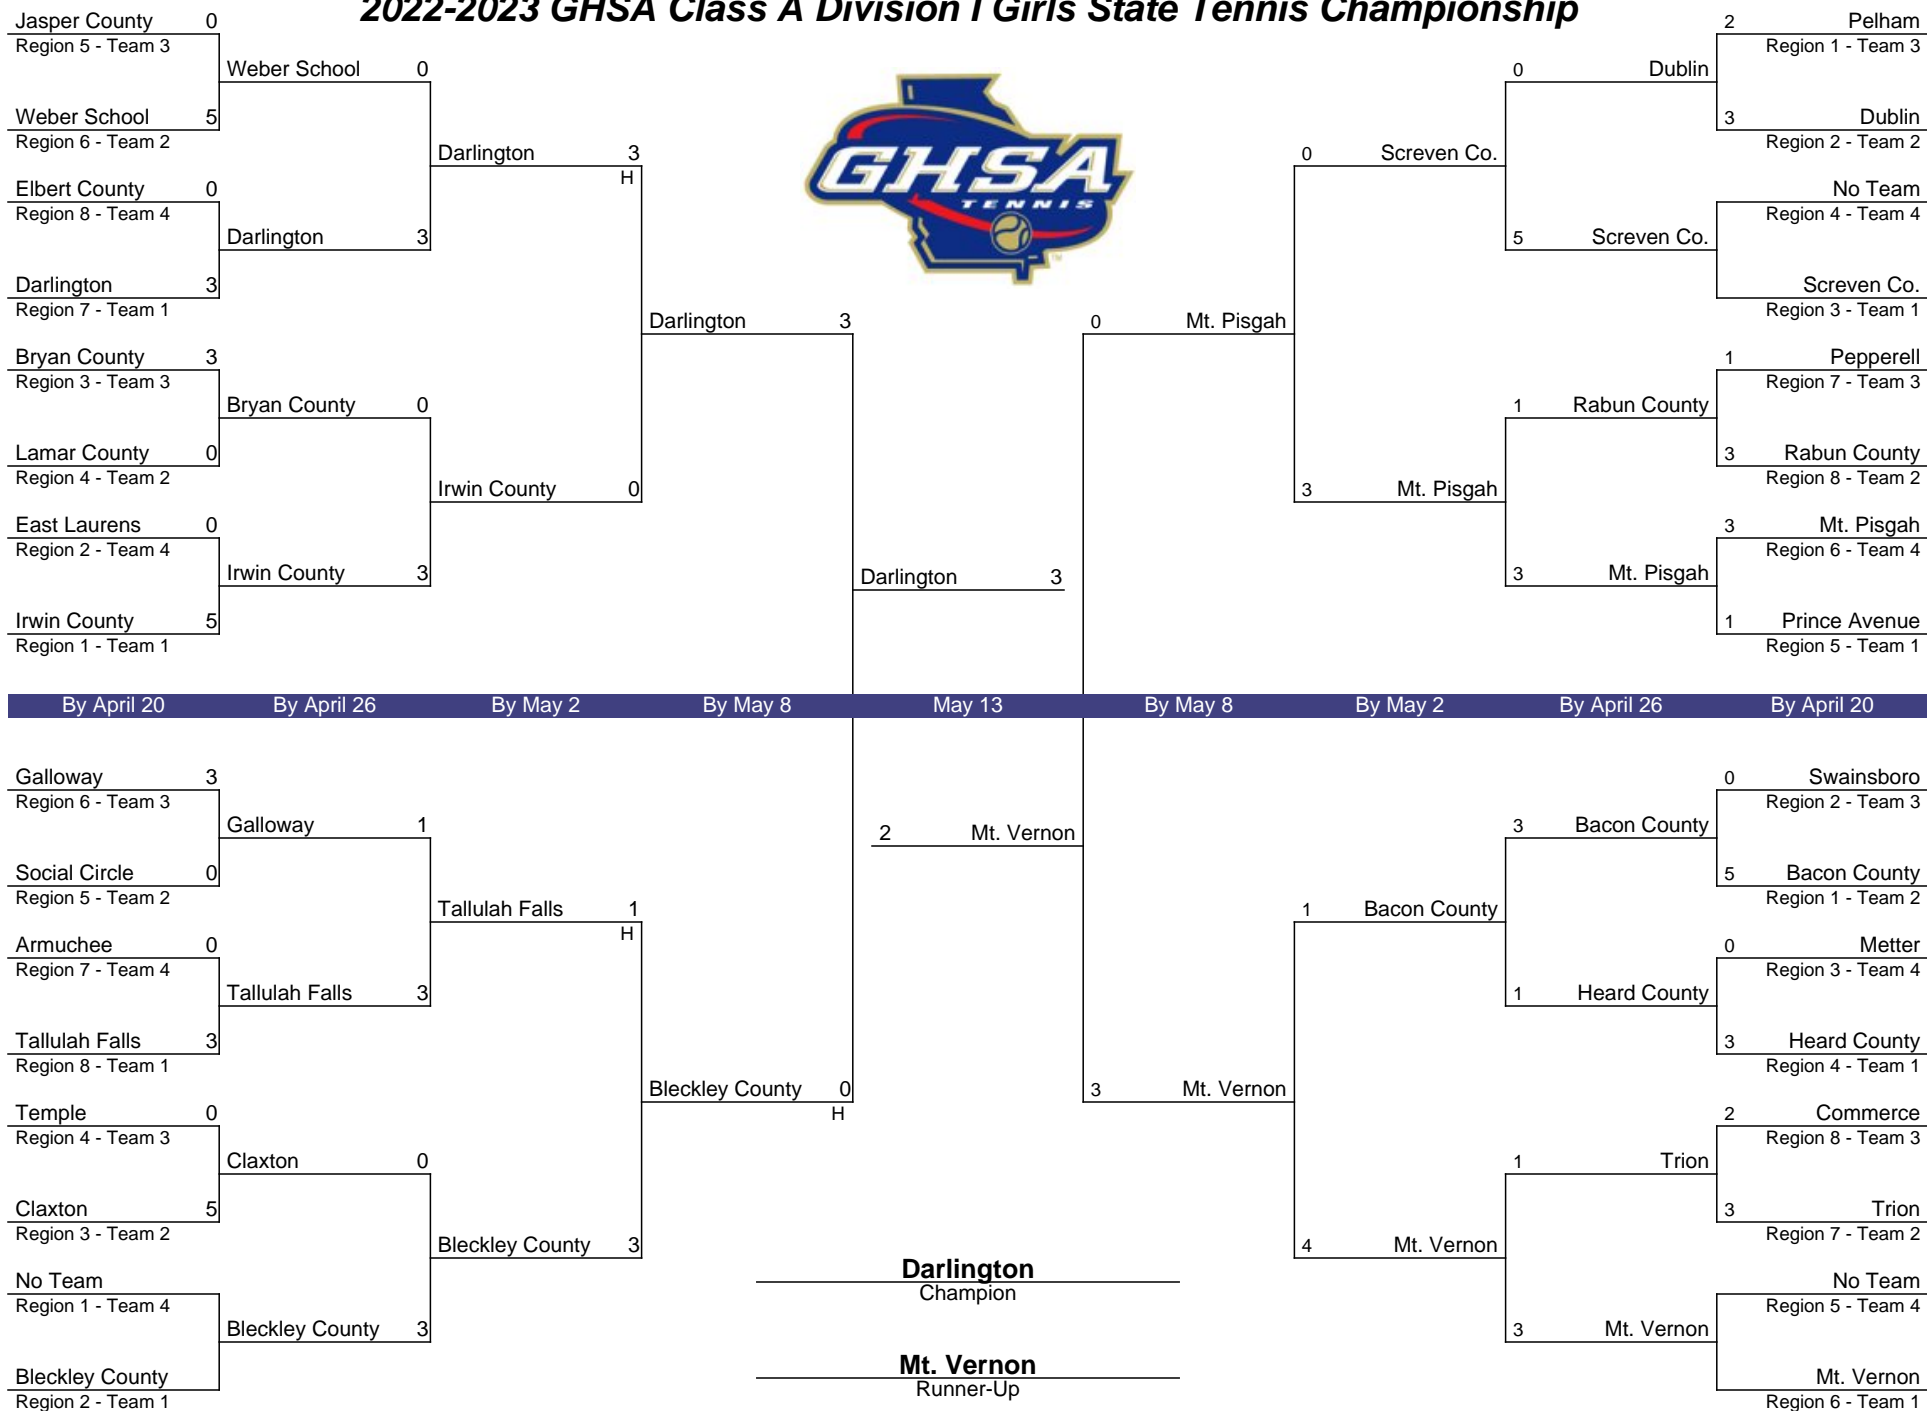 2022-2023 GHSA Class A Division I Girls State Tennis Championship
Jasper County 0
Region 5 - Team 3
Weber School 0
Weber School 5
Region 6 - Team 2
Darlington 3
H
Elbert County 0
Region 8 - Team 4
Darlington 3
Darlington 3
Region 7 - Team 1
Darlington 3
Bryan County 3
Region 3 - Team 3
Bryan County 0
Lamar County 0
Region 4 - Team 2
Irwin County 0
East Laurens 0
Region 2 - Team 4
Irwin County 3
Irwin County 5
Region 1 - Team 1
Darlington 3
GHSA
TENNIS
TM
2 Pelham
Region 1 - Team 3
0 Dublin
3 Dublin
Region 2 - Team 2
0 Screven Co.
No Team
Region 4 - Team 4
5 Screven Co.
Screven Co.
Region 3 - Team 1
0 Mt. Pisgah
1 Pepperell
Region 7 - Team 3
1 Rabun County
3 Rabun County
Region 8 - Team 2
3 Mt. Pisgah
3 Mt. Pisgah
Region 6 - Team 4
3 Mt. Pisgah
1 Prince Avenue
Region 5 - Team 1
By April 20 By April 26 By May 2 By May 8 May 13 By May 8 By May 2 By April 26 By April 20
Galloway 3
Region 6 - Team 3
Galloway 1
Social Circle 0
Region 5 - Team 2
Tallulah Falls 1
H
Armuchee 0
Region 7 - Team 4
Tallulah Falls 3
Tallulah Falls 3
Region 8 - Team 1
Bleckley County 0
H
Temple 0
Region 4 - Team 3
Claxton 0
Claxton 5
Region 3 - Team 2
Bleckley County 3
No Team
Region 1 - Team 4
Bleckley County 3
Bleckley County
Region 2 - Team 1
2 Mt. Vernon
0 Swainsboro
Region 2 - Team 3
3 Bacon County
5 Bacon County
Region 1 - Team 2
1 Bacon County
0 Metter
Region 3 - Team 4
1 Heard County
3 Heard County
Region 4 - Team 1
3 Mt. Vernon
2 Commerce
Region 8 - Team 3
1 Trion
3 Trion
Region 7 - Team 2
4 Mt. Vernon
No Team
Region 5 - Team 4
3 Mt. Vernon
Mt. Vernon
Region 6 - Team 1
Darlington
Champion
Mt. Vernon
Runner-Up